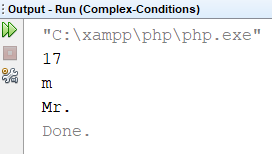 Output - Run (Complex-Conditions)
"C:\xampp\php\php.exe"
17
m
Mr.
Done.